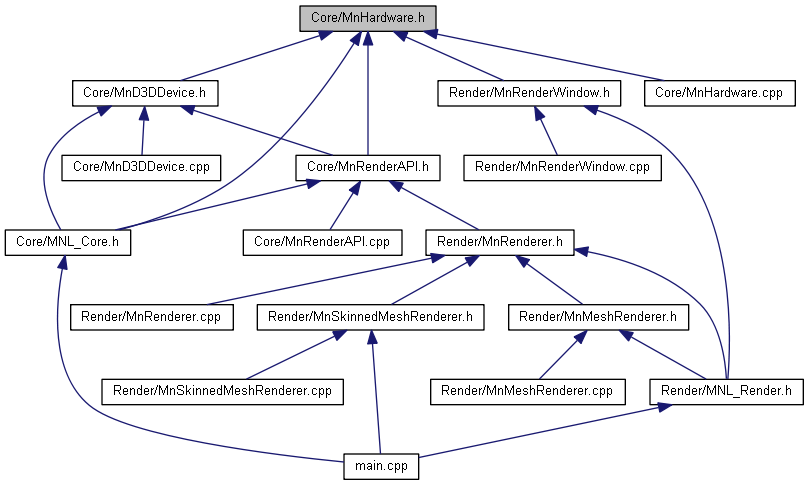 Core/MnHardware.h
Core/MnD3DDevice.h
Render/MnRenderWindow.h
Core/MnHardware.cpp
Core/MnD3DDevice.cpp
Core/MnRenderAPI.h
Render/MnRenderWindow.cpp
Core/MNL_Core.h
Core/MnRenderAPI.cpp
Render/MnRenderer.h
Render/MnRenderer.cpp
Render/MnSkinnedMeshRenderer.h
Render/MnMeshRenderer.h
Render/MnSkinnedMeshRenderer.cpp
Render/MnMeshRenderer.cpp
Render/MNL_Render.h
main.cpp